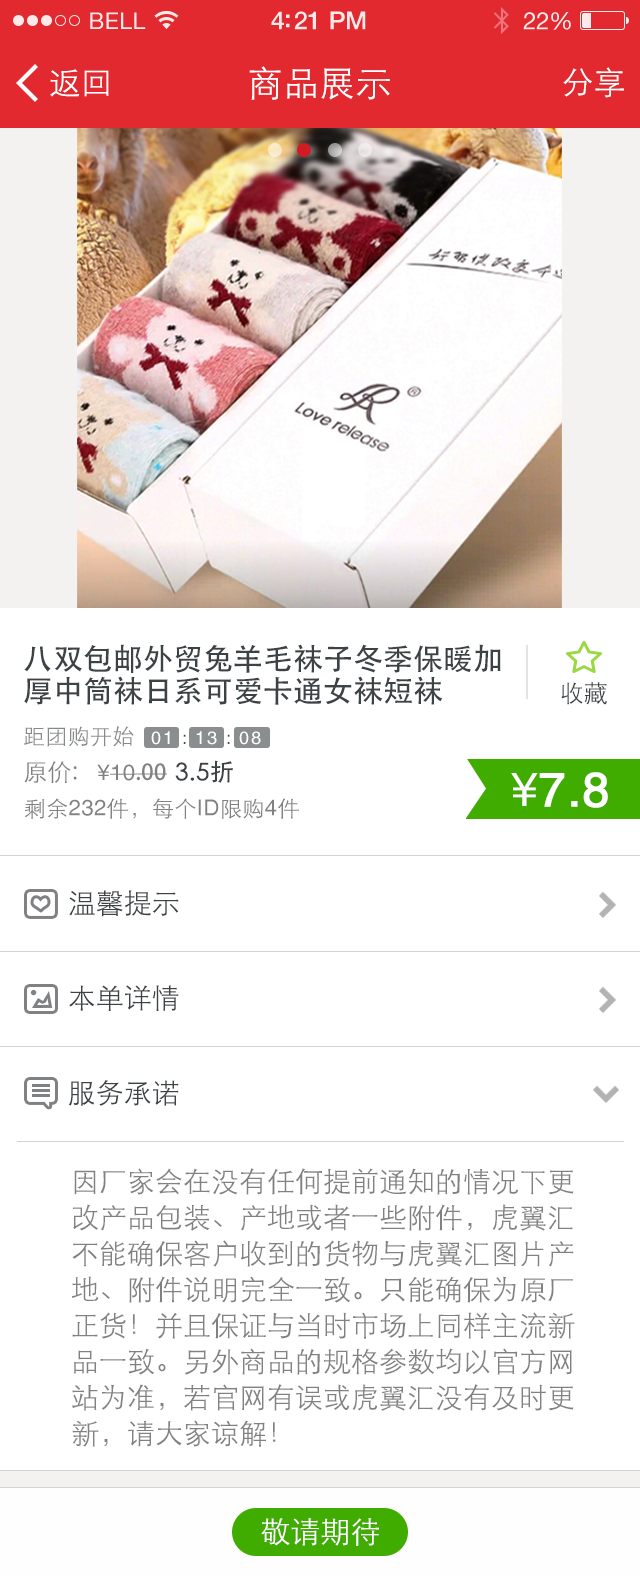 BELL 4:21 PM 22%
返回 商品展示 分享
Love release
八双包邮外贸兔羊毛袜子冬季保暖加
厚中筒袜日系可爱卡通女袜短袜
收藏
距团购开始 01:13:08
原价： ¥10.00 3.5折
¥7.8
剩余232件，每个ID限购4件
温馨提示
本单详情
服务承诺
因厂家会在没有任何提前通知的情况下更
改产品包装、产地或者一些附件，虎翼汇
不能确保客户收到的货物与虎翼汇图片产
地、附件说明完全一致。只能确保为原厂
正货！并且保证与当时市场上同样主流新
品一致。另外商品的规格参数均以官方网
站为准，若官网有误或虎翼汇没有及时更
新，请大家谅解！
敬请期待